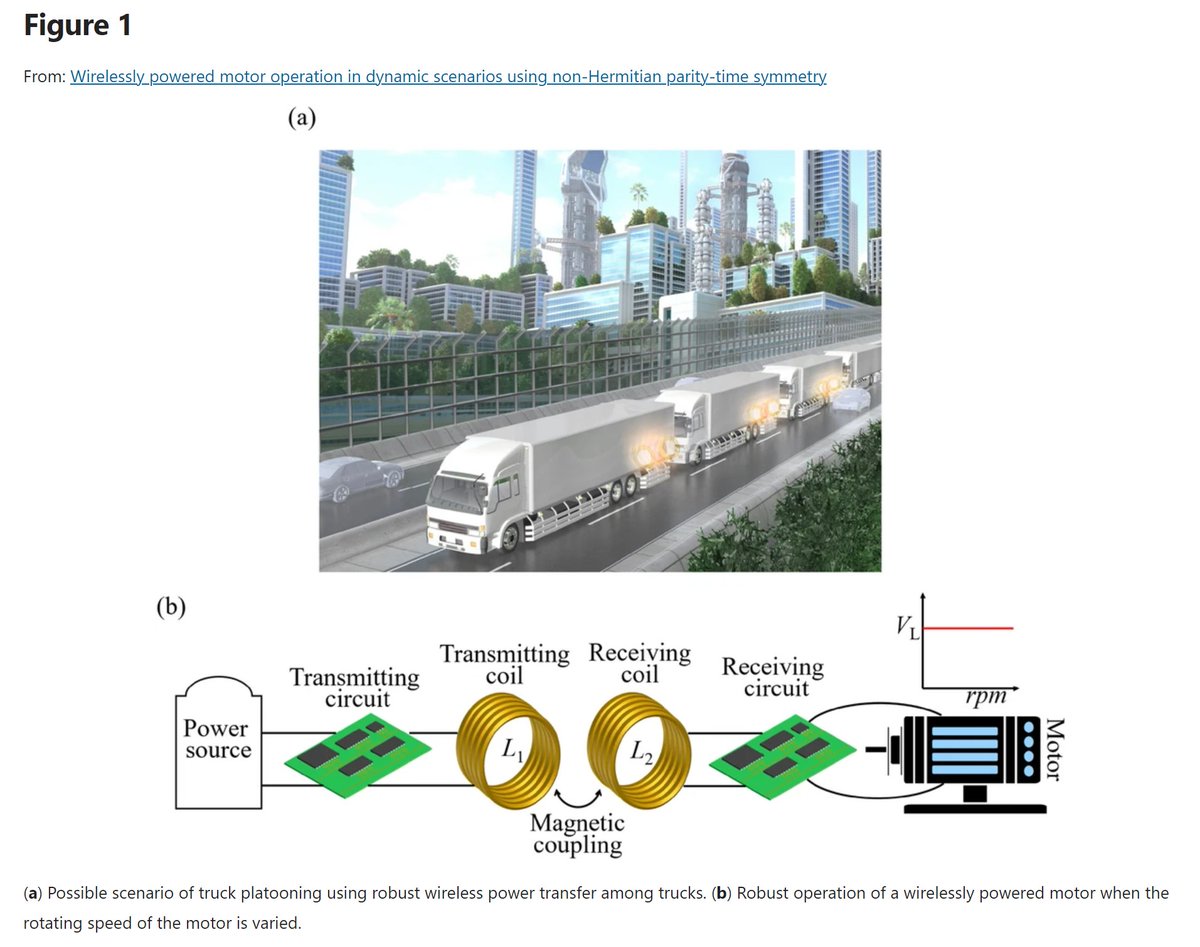 Figure 1
From: Wirelessly powered motor operation in dynamic scenarios using non-Hermitian parity-time symmetry
(a)
(b)
Power
source
Transmitting
circuit
Transmitting
coil
L1
Magnetic
coupling
Receiving
coil
L2
Receiving
circuit
VL
rpm
Motor
(a) Possible scenario of truck platooning using robust wireless power transfer among trucks. (b) Robust operation of a wirelessly powered motor when the
rotating speed of the motor is varied.